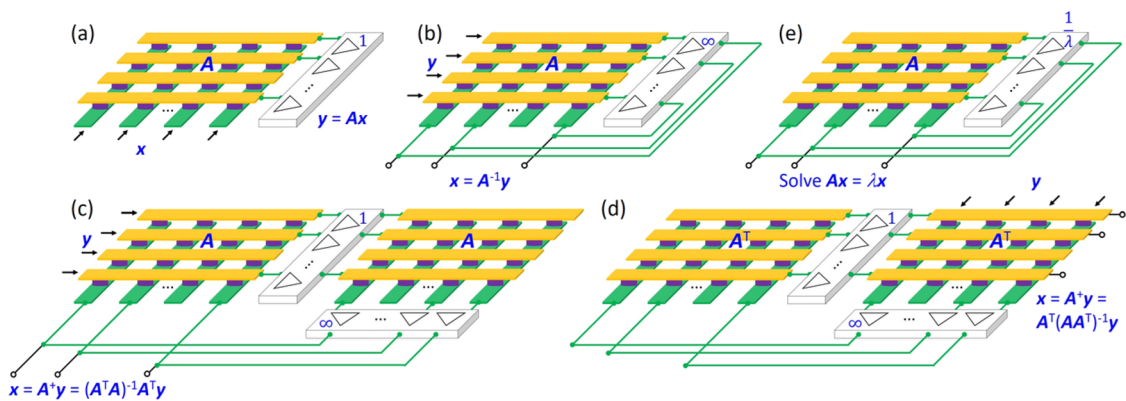 (a)
1
A
...
...
x
y = Ax
(b)
∞
y
A
...
...
x = A⁻¹y
(e)
1
λ
A
...
...
Solve Ax = λx
(c)
1
y
A
A
...
...
...
∞
...
x = A⁺y = (AᵀA)⁻¹Aᵀy
(d)
y
1
Aᵀ
Aᵀ
...
...
...
∞
...
x = A⁺y =
Aᵀ(AAᵀ)⁻¹y